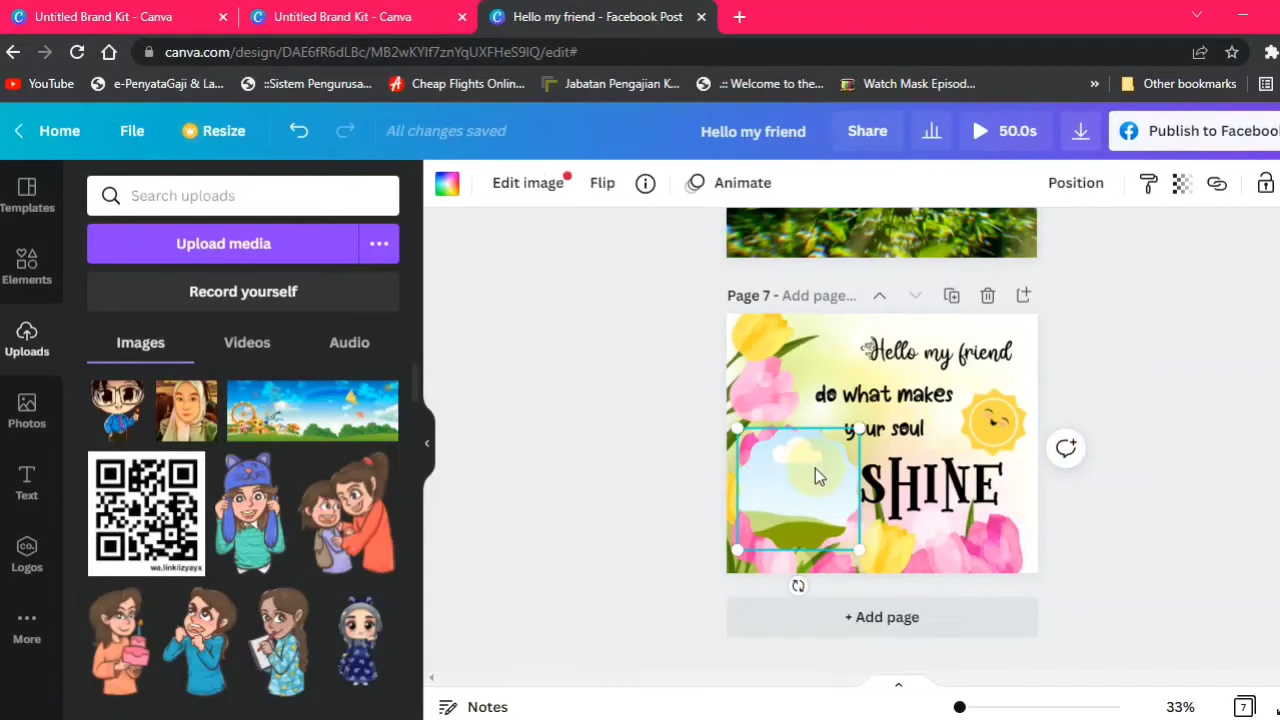 Untitled Brand Kit - Canva
Untitled Brand Kit - Canva
Hello my friend - Facebook Post
canva.com/design/DAE6fR6dLBc/MB2wKYIf7znYqUXFHeS9IQ/edit#
YouTube
e-PenyataGaji & La...
::Sistem Pengurusa...
Cheap Flights Onlin...
Jabatan Pengajian K...
.:: Welcome to the...
Watch Mask Episod...
»
Other bookmarks
Home
File
Resize
All changes saved
Hello my friend
Share
50.0s
Publish to Faceboo
Templates
Elements
Uploads
Photos
Text
Logos
More
Search uploads
Upload media
Record yourself
Images
Videos
Audio
wa.linkiizyayx
Edit image
Flip
Animate
Position
Page 7 - Add page...
Hello my friend
do what makes
your soul
SHINE
+ Add page
Notes
33%
7
CO.